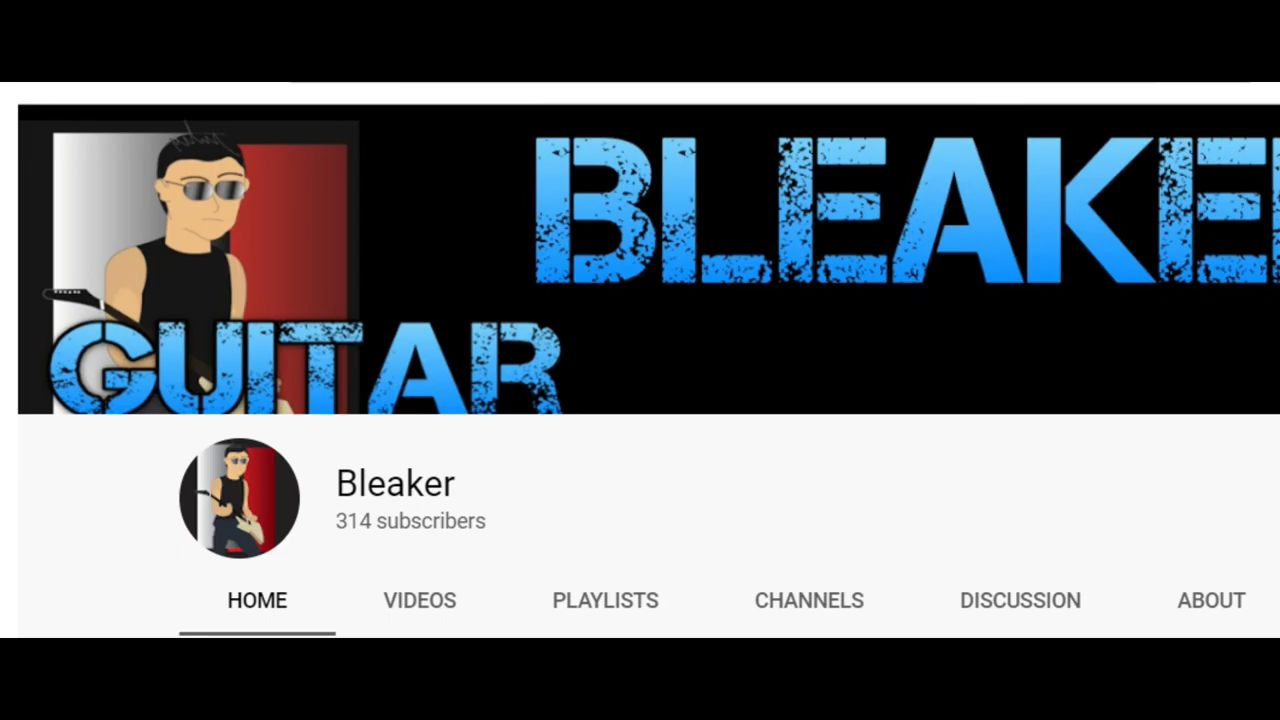 BLEAKE
GUITAR
Bleaker
314 subscribers
HOME VIDEOS PLAYLISTS CHANNELS DISCUSSION ABOUT